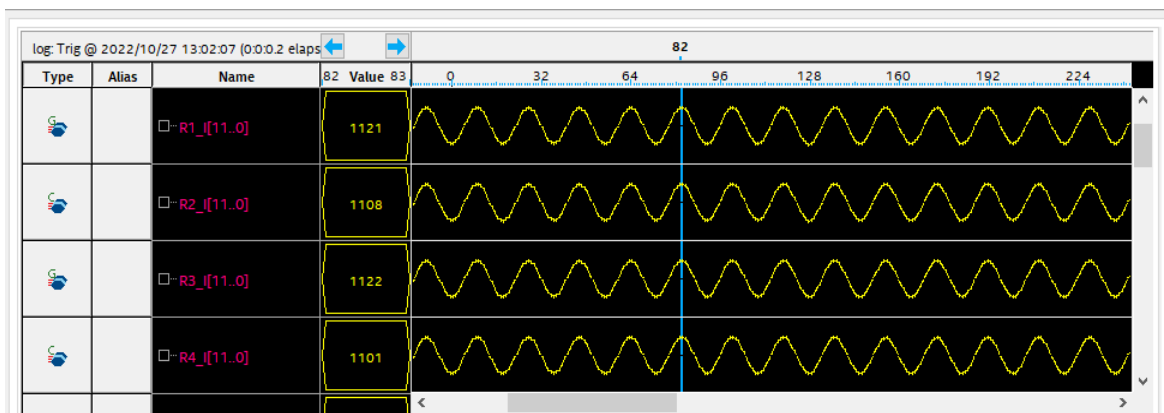 log: Trig @ 2022/10/27 13:02:07 (0:0:0.2 elaps
82
Type Alias Name 82 Value 83 0 32 64 96 128 160 192 224
R1_I[11..0] 1121
R2_I[11..0] 1108
R3_I[11..0] 1122
R4_I[11..0] 1101